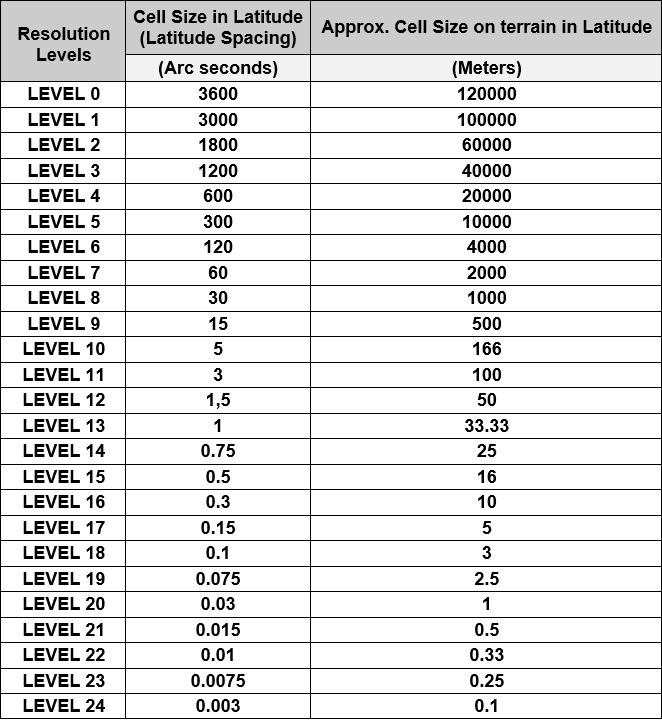 Resolution Levels Cell Size in Latitude (Latitude Spacing) Approx. Cell Size on terrain in Latitude
(Arc seconds) (Meters)
LEVEL 0 3600 120000
LEVEL 1 3000 100000
LEVEL 2 1800 60000
LEVEL 3 1200 40000
LEVEL 4 600 20000
LEVEL 5 300 10000
LEVEL 6 120 4000
LEVEL 7 60 2000
LEVEL 8 30 1000
LEVEL 9 15 500
LEVEL 10 5 166
LEVEL 11 3 100
LEVEL 12 1,5 50
LEVEL 13 1 33.33
LEVEL 14 0.75 25
LEVEL 15 0.5 16
LEVEL 16 0.3 10
LEVEL 17 0.15 5
LEVEL 18 0.1 3
LEVEL 19 0.075 2.5
LEVEL 20 0.03 1
LEVEL 21 0.015 0.5
LEVEL 22 0.01 0.33
LEVEL 23 0.0075 0.25
LEVEL 24 0.003 0.1